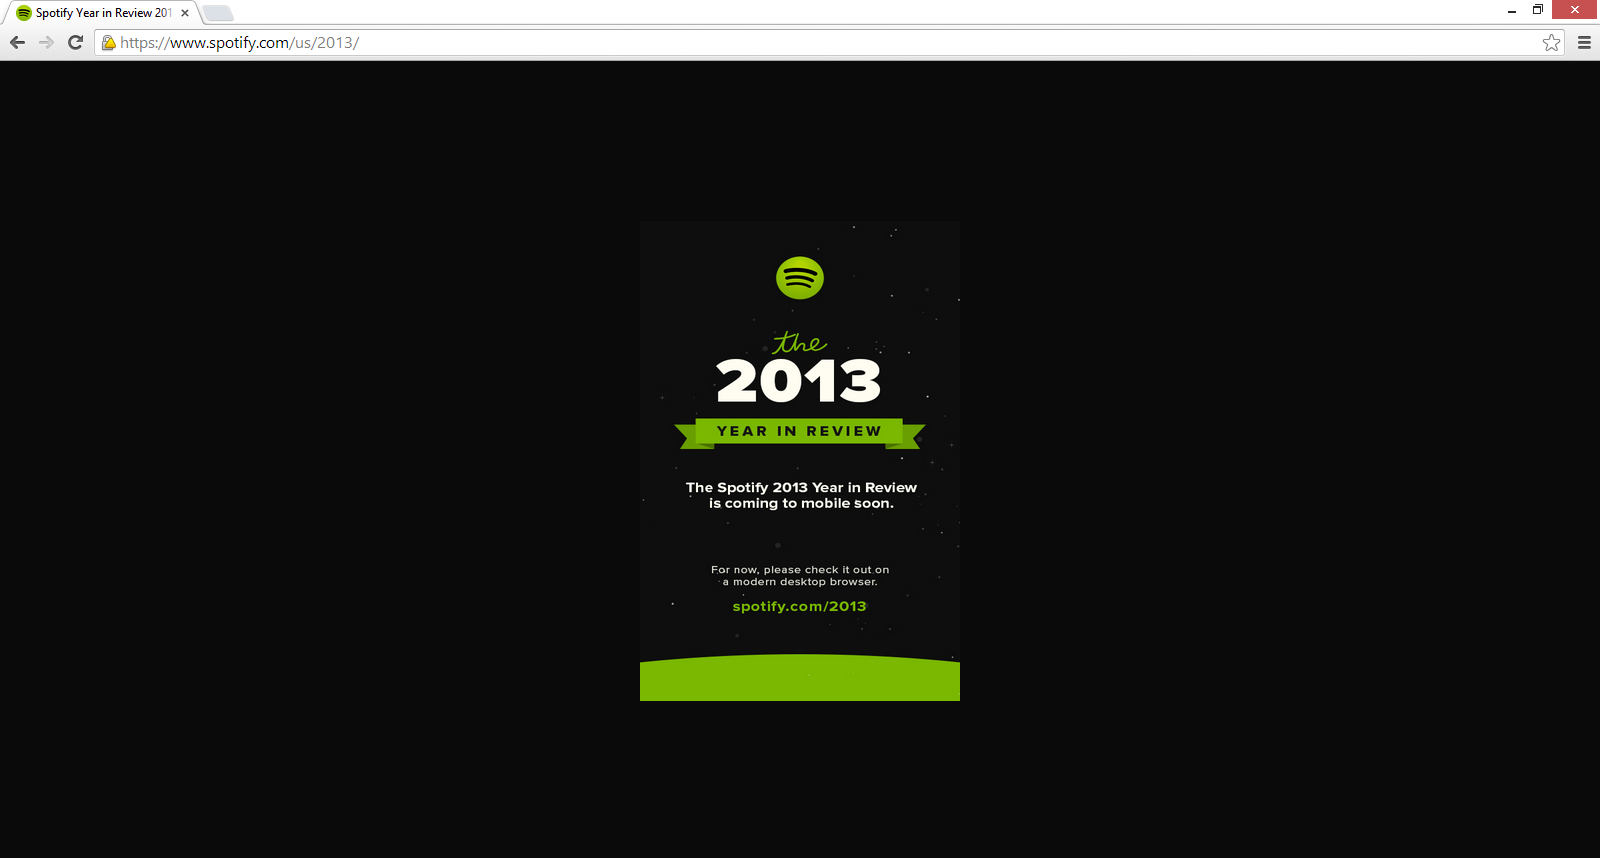 Spotify Year in Review 201
https://www.spotify.com/us/2013/
the
2013
YEAR IN REVIEW
The Spotify 2013 Year in Review
is coming to mobile soon.
For now, please check it out on
a modern desktop browser.
spotify.com/2013